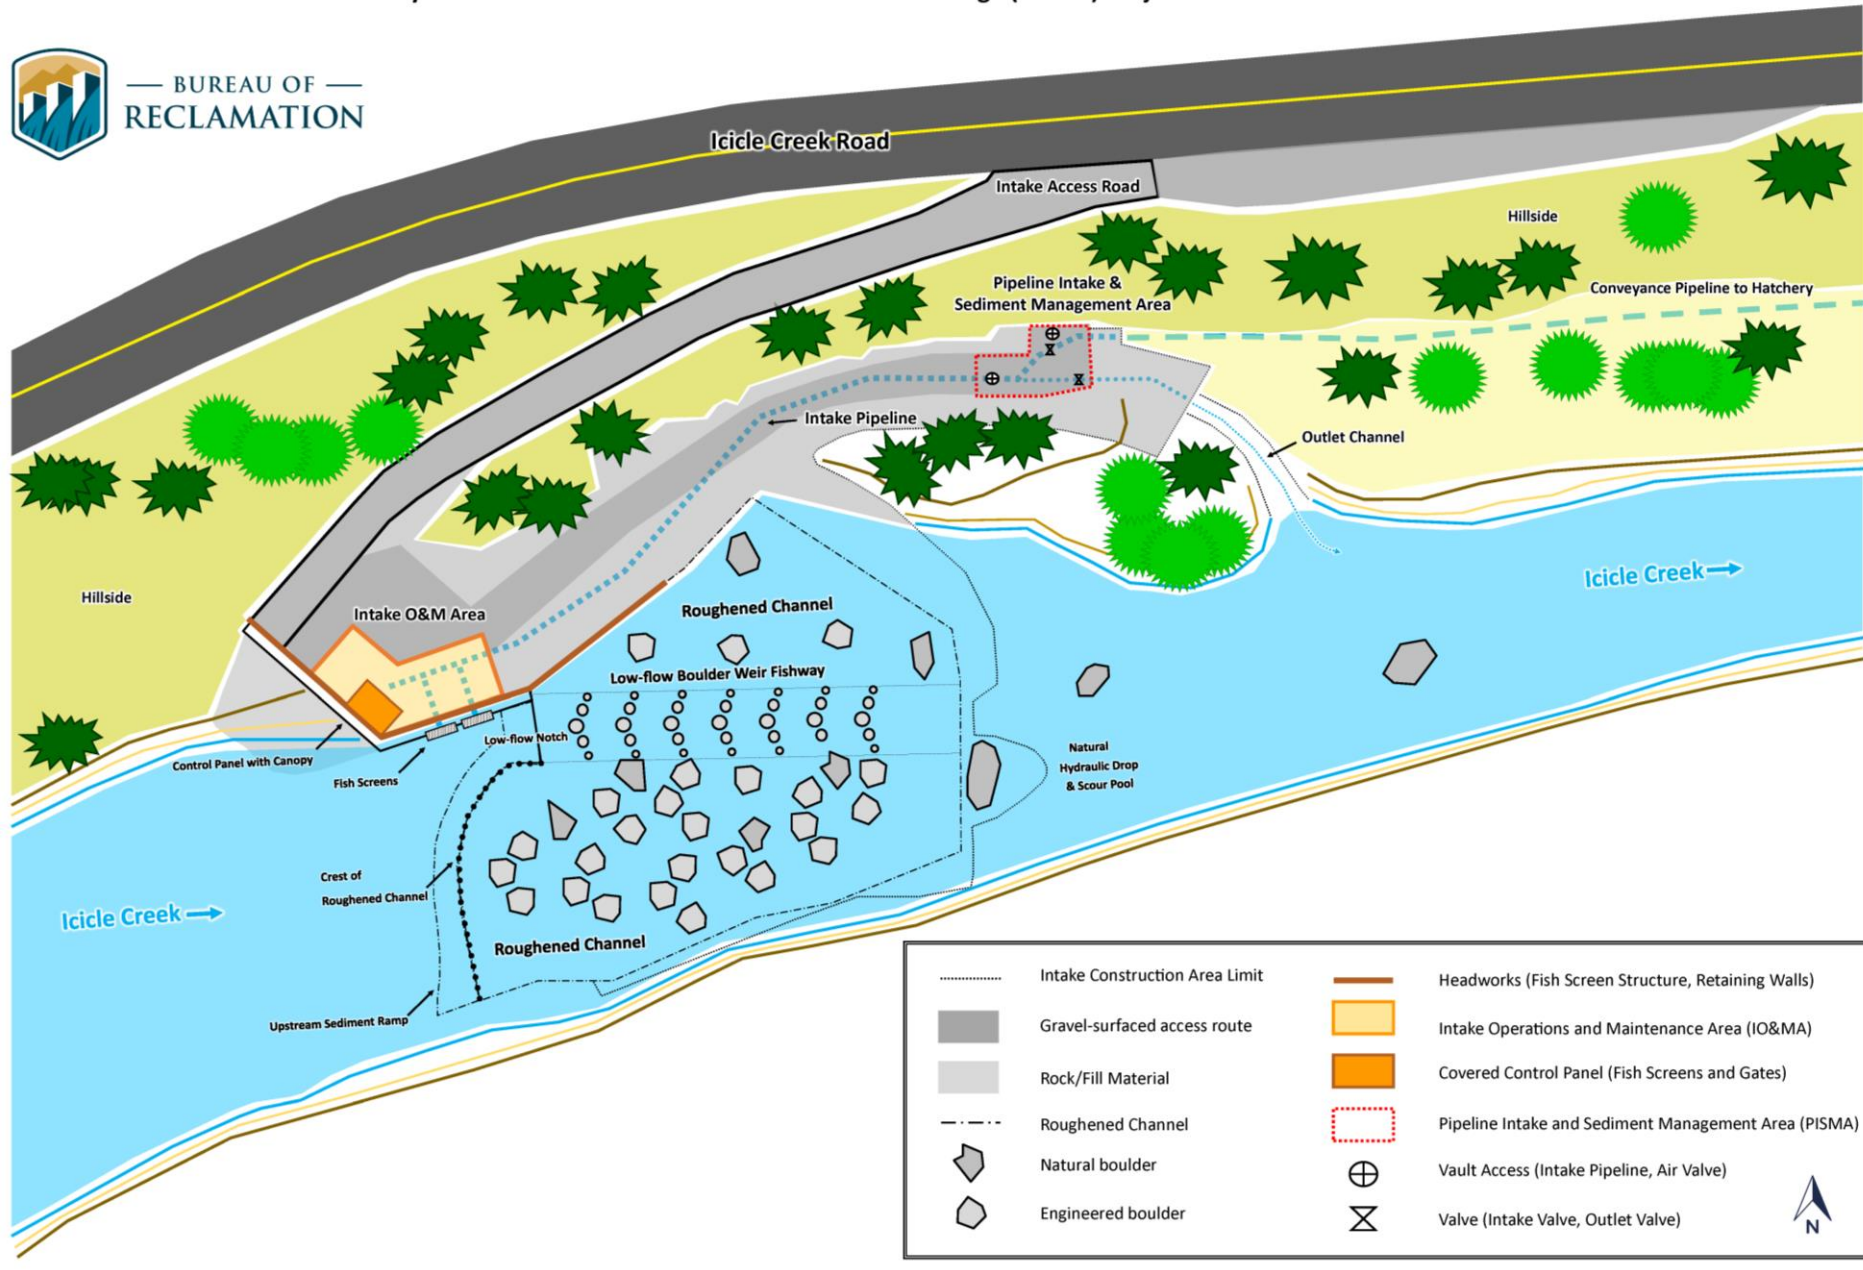 BUREAU OF
RECLAMATION
Icicle Creek Road
Intake Access Road
Hillside
Pipeline Intake &
Sediment Management Area
Conveyance Pipeline to Hatchery
Intake Pipeline
Outlet Channel
Icicle Creek
Hillside
Intake O&M Area
Roughened Channel
Low-flow Boulder Weir Fishway
Low-flow Notch
Control Panel with Canopy
Fish Screens
Natural
Hydraulic Drop
& Scour Pool
Crest of
Roughened Channel
Icicle Creek
Roughened Channel
Upstream Sediment Ramp
Intake Construction Area Limit
Gravel-surfaced access route
Rock/Fill Material
Roughened Channel
Natural boulder
Engineered boulder
Headworks (Fish Screen Structure, Retaining Walls)
Intake Operations and Maintenance Area (IO&MA)
Covered Control Panel (Fish Screens and Gates)
Pipeline Intake and Sediment Management Area (PISMA)
Vault Access (Intake Pipeline, Air Valve)
Valve (Intake Valve, Outlet Valve)
N